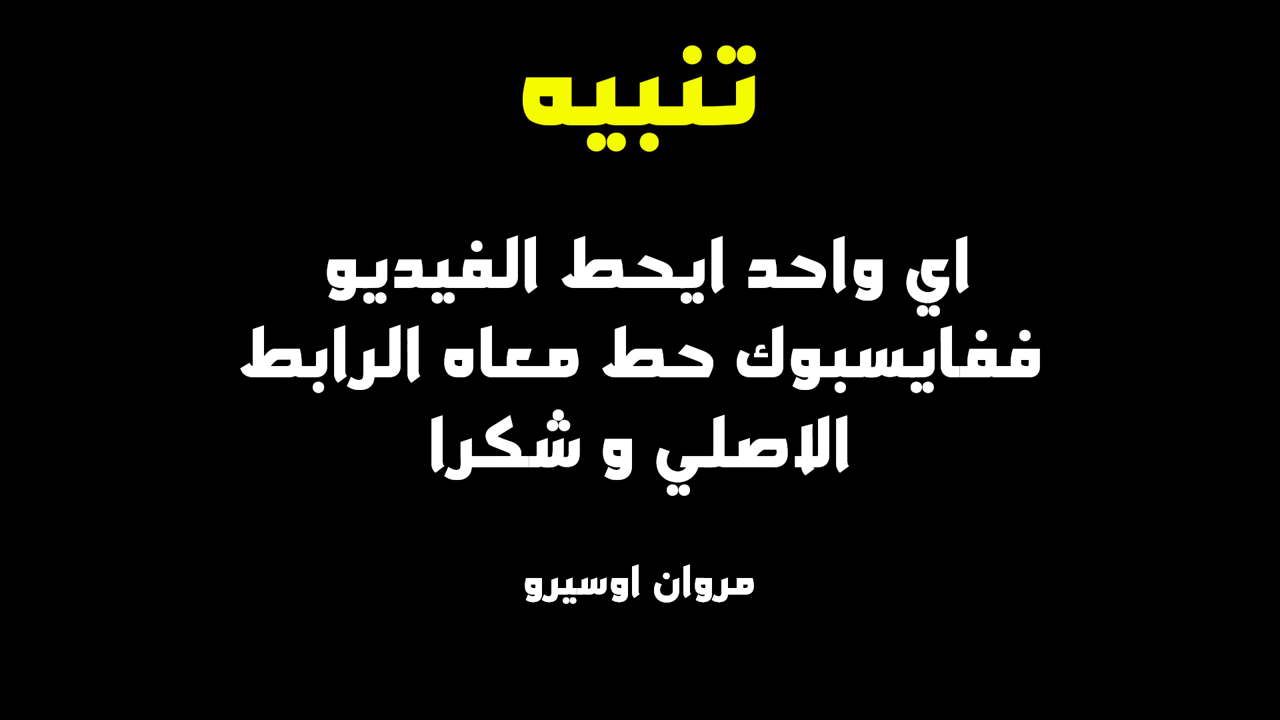 تنبيه
اي واحد ايحط الفيديو
ففايسبوك حط معاه الرابط
الاصلي و شكرا
مروان اوسيرو